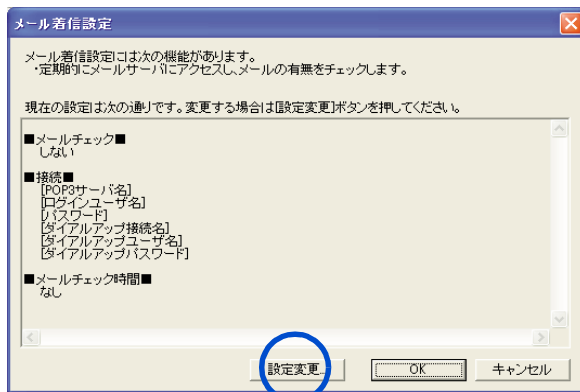 メール着信設定
メール着信設定には次の機能があります。
・定期的にメールサーバにアクセスし、メールの有無をチェックします。
現在の設定は次の通りです。変更する場合は[設定変更]ボタンを押してください。
■メールチェック■
しない
■接続■
[POP3サーバ名]
[ログインユーザ名]
[パスワード]
[ダイアルアップ接続名]
[ダイアルアップユーザ名]
[ダイアルアップパスワード]
■メールチェック時間■
なし
設定変更... OK キャンセル